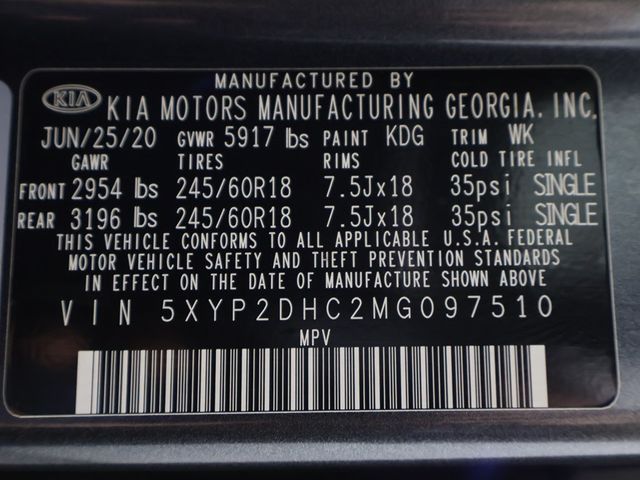 MANUFACTURED BY
KIA KIA MOTORS MANUFACTURING GEORGIA. INC.
JUN/25/20 GVWR 5917 lbs PAINT KDG TRIM WK
GAWR TIRES RIMS COLD TIRE INFL
FRONT 2954 lbs 245/60R18 7.5Jx18 35psi SINGLE
REAR 3196 lbs 245/60R18 7.5Jx18 35psi SINGLE
THIS VEHICLE CONFORMS TO ALL APPLICABLE U.S.A. FEDERAL
MOTOR VEHICLE SAFETY AND THEFT PREVENTION STANDARDS
IN EFFECT ON THE DATE OF MANUFACTURE SHOWN ABOVE
VIN 5XYP2DHC2MG097510
MPV